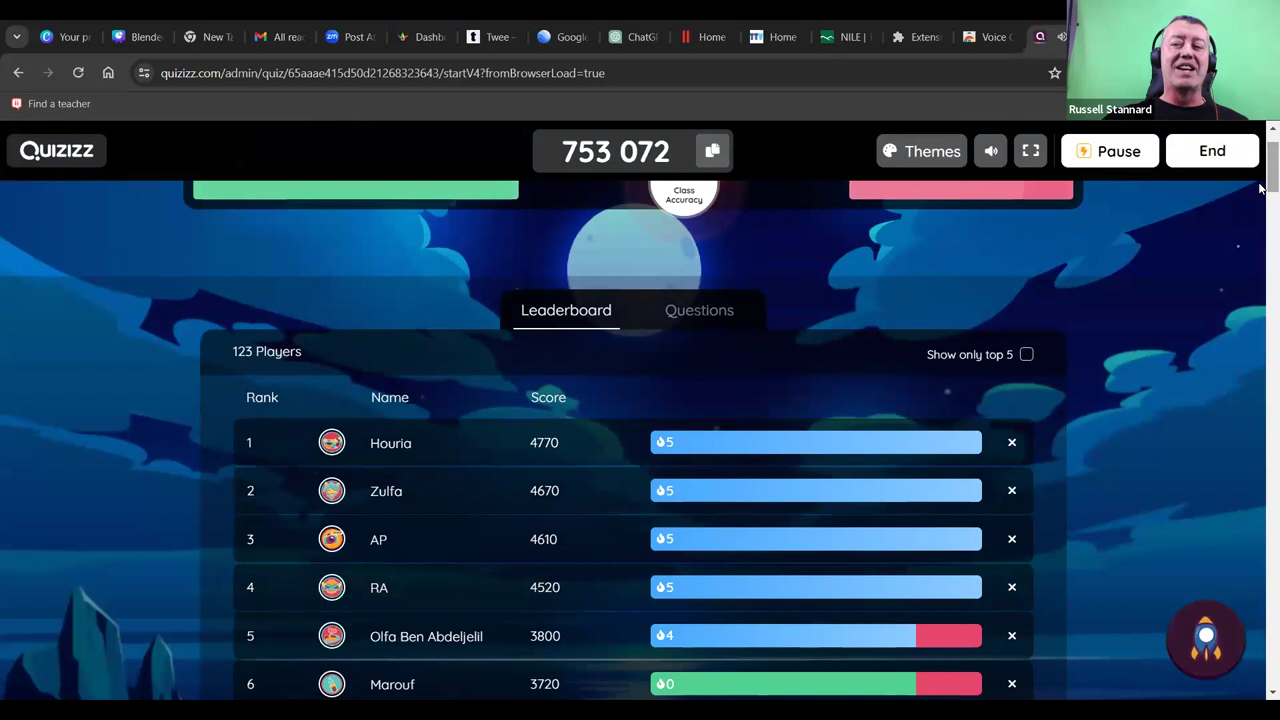 Your pr
Blende
New Ta
All rea
Post At
Dashb
Twee –
Google
ChatGP
Home
Home
NILE |
Extensi
Voice C
quizizz.com/admin/quiz/65aaae415d50d21268323643/startV4?fromBrowserLoad=true
Find a teacher
Russell Stannard
QUIZIZZ
753 072
Themes
Pause
End
Class
Accuracy
Leaderboard
Questions
123 Players
Show only top 5
Rank Name Score
1 Houria 4770 5
2 Zulfa 4670 5
3 AP 4610 5
4 RA 4520 5
5 Olfa Ben Abdeljelil 3800 4
6 Marouf 3720 0